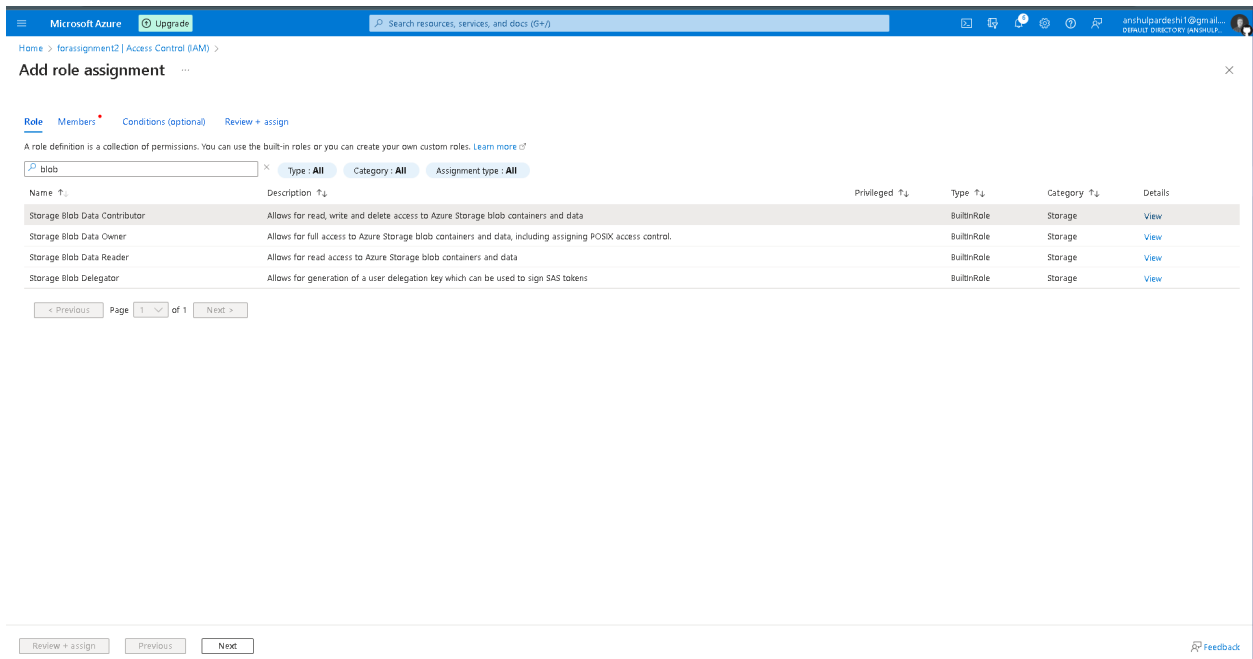 Microsoft Azure Upgrade Search resources, services, and docs (G+/) 6 anshulpardeshi1@gmail....
DEFAULT DIRECTORY (ANSHULP...
Home > forassignment2 | Access Control (IAM) >
Add role assignment ...
Role Members Conditions (optional) Review + assign
A role definition is a collection of permissions. You can use the built-in roles or you can create your own custom roles. Learn more
blob × Type : All Category : All Assignment type : All
Name ↑↓ Description ↑↓ Privileged ↑↓ Type ↑↓ Category ↑↓ Details
Storage Blob Data Contributor Allows for read, write and delete access to Azure Storage blob containers and data BuiltInRole Storage View
Storage Blob Data Owner Allows for full access to Azure Storage blob containers and data, including assigning POSIX access control. BuiltInRole Storage View
Storage Blob Data Reader Allows for read access to Azure Storage blob containers and data BuiltInRole Storage View
Storage Blob Delegator Allows for generation of a user delegation key which can be used to sign SAS tokens BuiltInRole Storage View
< Previous Page 1 of 1 Next >
Review + assign Previous Next Feedback